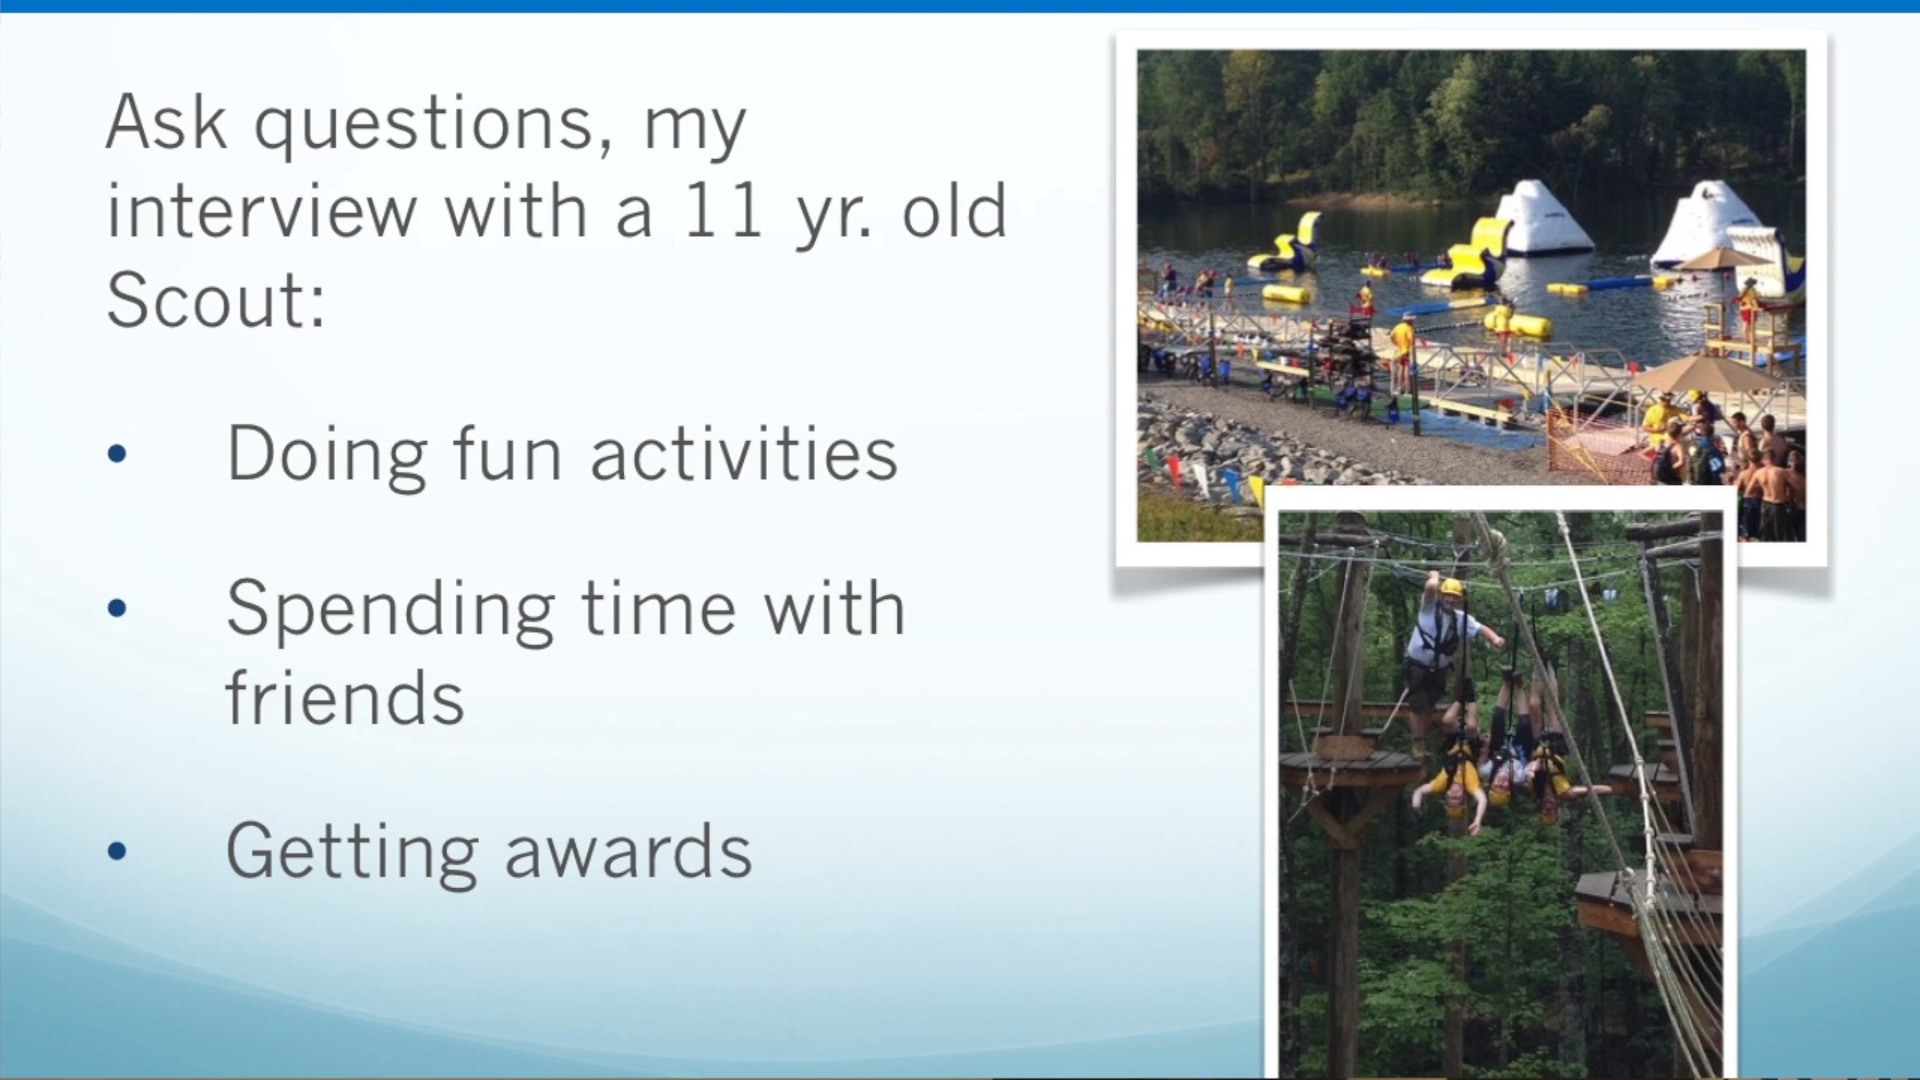 Ask questions, my
interview with a 11 yr. old
Scout:
• Doing fun activities
• Spending time with
friends
• Getting awards